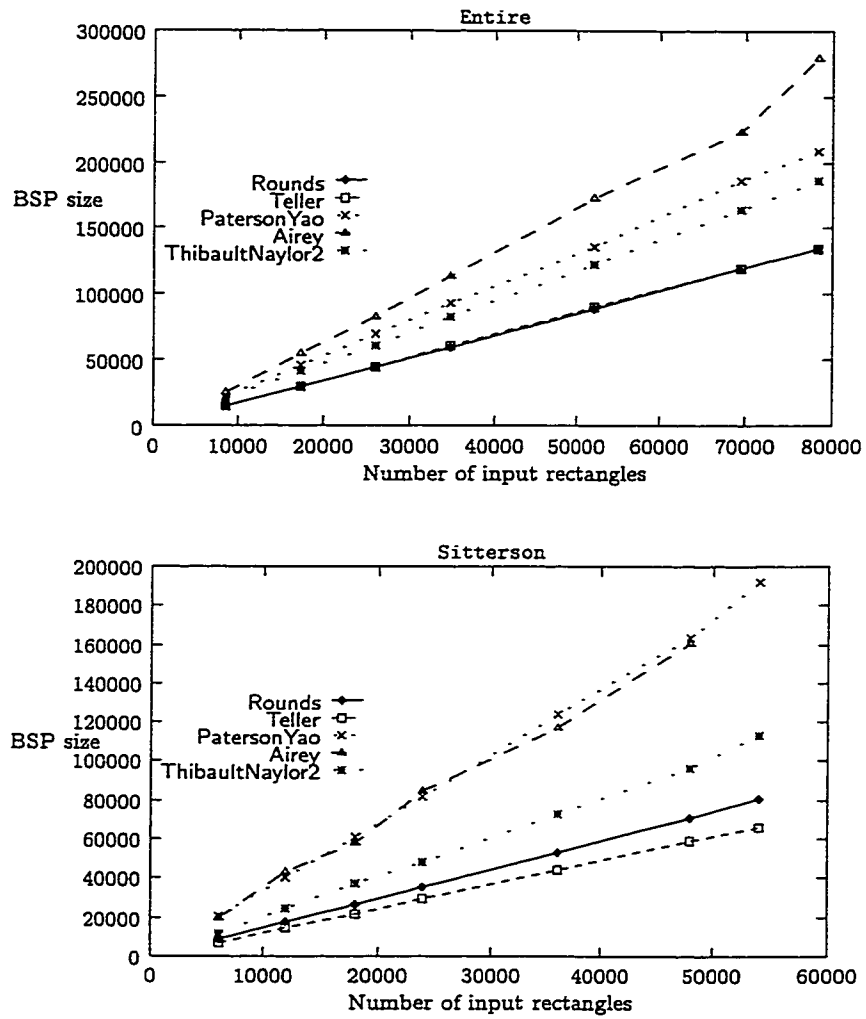 Entire
300000
250000
200000
150000
100000
50000
0
BSP size
Rounds
Teller
PatersonYao
Airey
ThibaultNaylor2
0 10000 20000 30000 40000 50000 60000 70000 80000
Number of input rectangles
Sitterson
200000
180000
160000
140000
120000
100000
80000
60000
40000
20000
0
BSP size
Rounds
Teller
PatersonYao
Airey
ThibaultNaylor2
0 10000 20000 30000 40000 50000 60000
Number of input rectangles